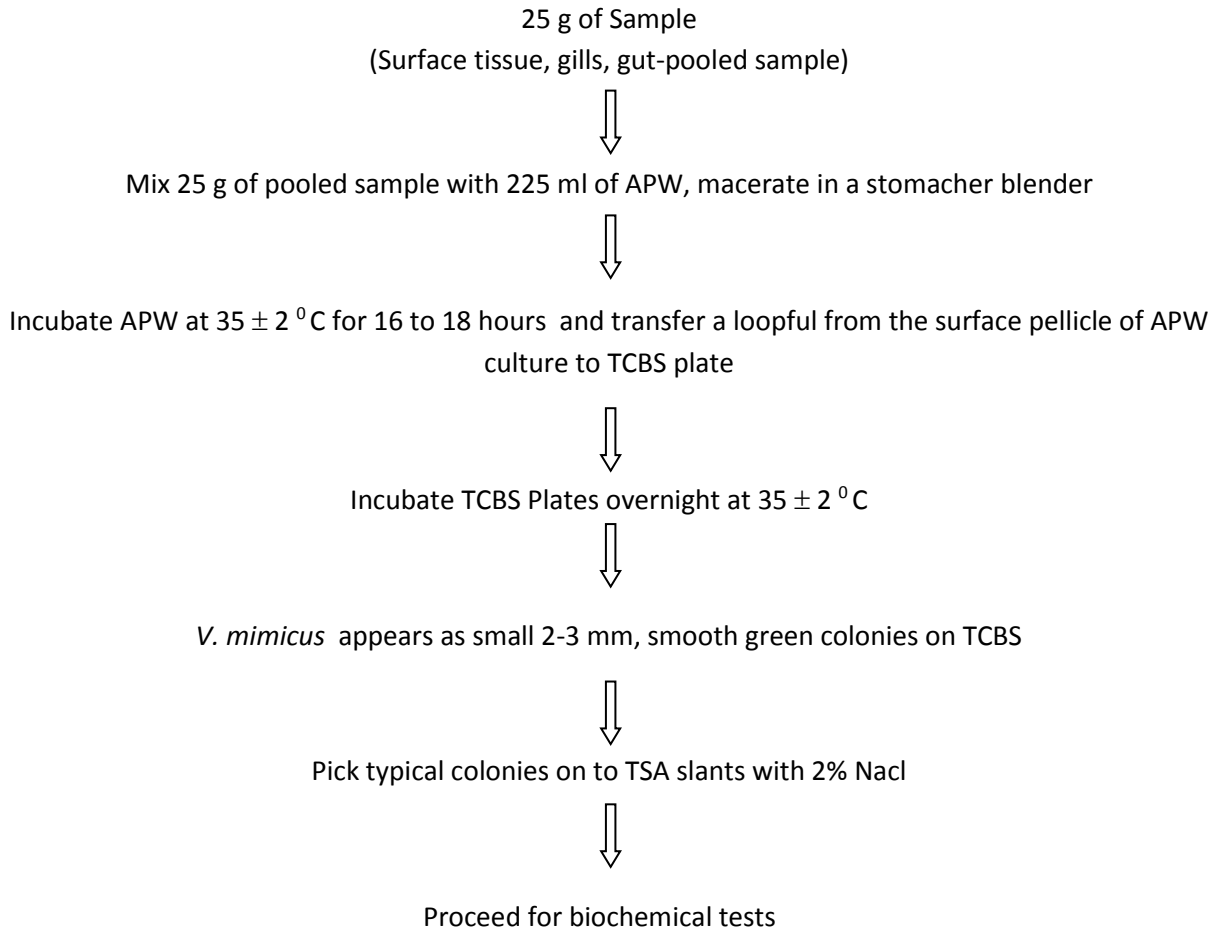 25 g of Sample
(Surface tissue, gills, gut-pooled sample)
Mix 25 g of pooled sample with 225 ml of APW, macerate in a stomacher blender
Incubate APW at 35 ± 2 ⁰ C for 16 to 18 hours and transfer a loopful from the surface pellicle of APW
culture to TCBS plate
Incubate TCBS Plates overnight at 35 ± 2 ⁰ C
V. mimicus appears as small 2-3 mm, smooth green colonies on TCBS
Pick typical colonies on to TSA slants with 2% Nacl
Proceed for biochemical tests